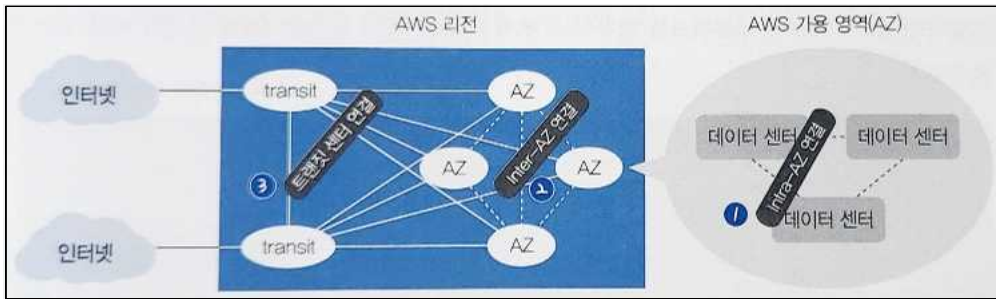 AWS 리전
AWS 가용 영역(AZ)
인터넷
transit
AZ
트랜짓 센터 연결
Inter-AZ 연결
데이터 센터
데이터 센터
AZ
AZ
Intra-AZ 연결
3
2
1
데이터 센터
인터넷
transit
AZ